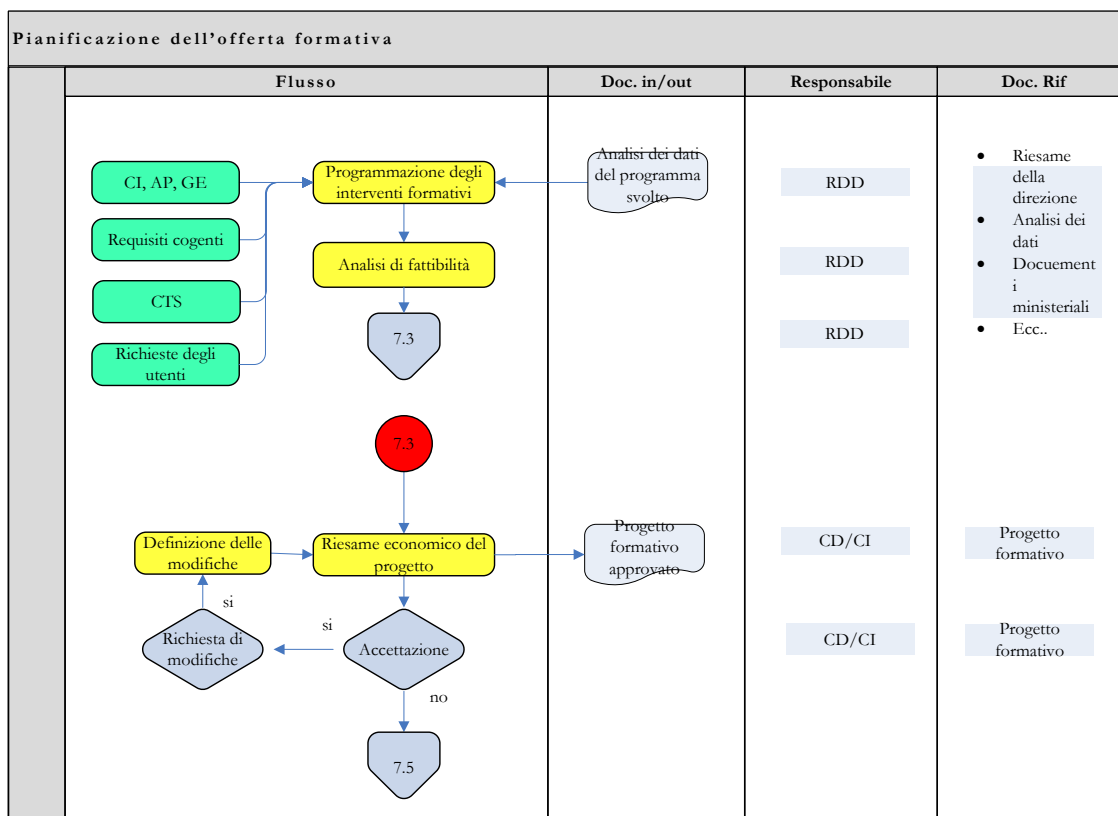 Pianificazione dell'offerta formativa
Flusso
Doc. in/out
Responsabile
Doc. Rif
CI, AP, GE
Requisiti cogenti
CTS
Richieste degli
utenti
Programmazione degli
interventi formativi
Analisi di fattibilità
7.3
Analisi dei dati
del programma
svolto
RDD
RDD
RDD
• Riesame
della
direzione
• Analisi dei
dati
• Docuement
i
ministeriali
• Ecc..
7.3
Definizione delle
modifiche
Riesame economico del
progetto
Progetto
formativo
approvato
CD/CI
Progetto
formativo
si
Richiesta di
modifiche
si
Accettazione
CD/CI
Progetto
formativo
no
7.5